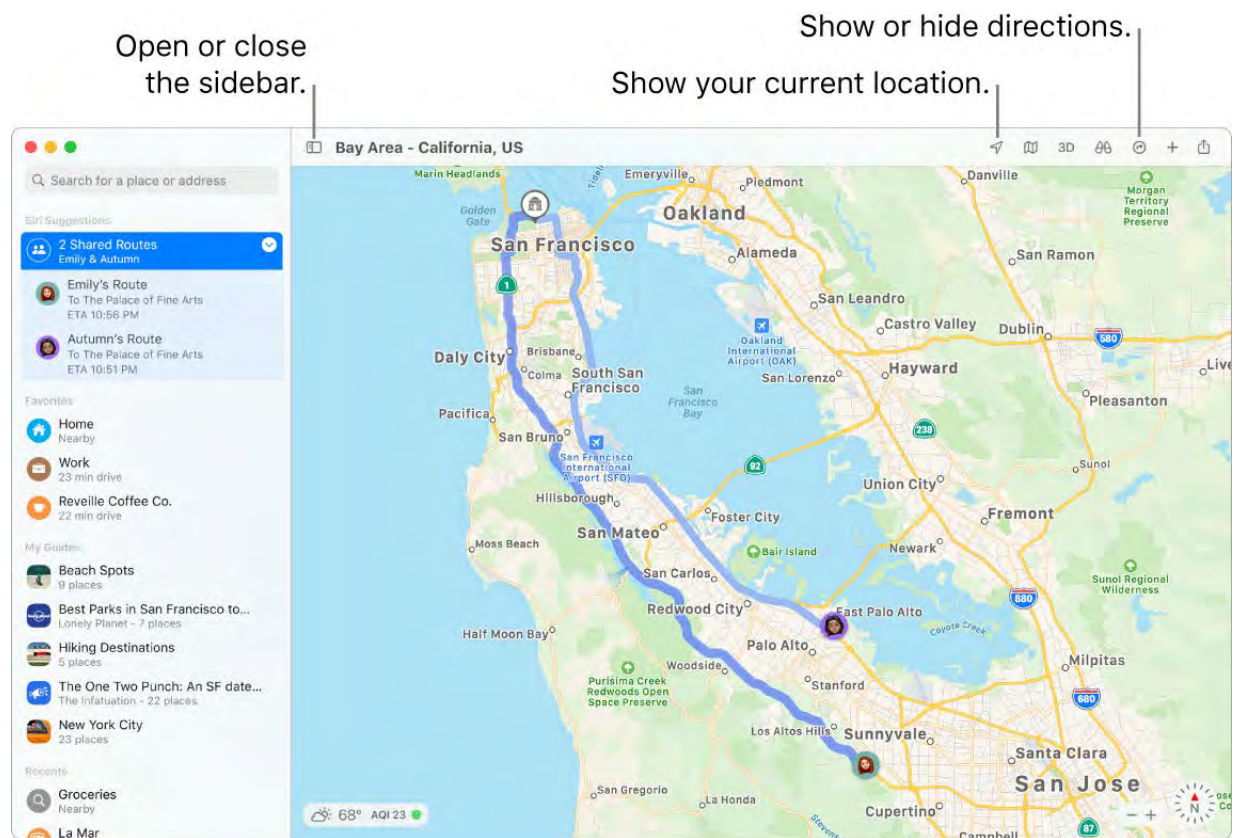 Show or hide directions.
Open or close
the sidebar.
Show your current location.
Bay Area - California, US
3D
Search for a place or address
Siri Suggestions
2 Shared Routes
Emily & Autumn
Emily's Route
To The Palace of Fine Arts
ETA 10:56 PM
Autumn's Route
To The Palace of Fine Arts
ETA 10:51 PM
Favorites
Home
Nearby
Work
23 min drive
Reveille Coffee Co.
22 min drive
My Guides
Beach Spots
9 places
Best Parks in San Francisco to...
Lonely Planet - 7 places
Hiking Destinations
5 places
The One Two Punch: An SF date...
The Infatuation - 22 places
New York City
23 places
Recents
Groceries
Nearby
La Mar
Marin Headlands
Emeryville
Piedmont
Danville
Morgan
Territory
Regional
Preserve
Golden
Gate
Oakland
San Francisco
Alameda
San Ramon
1
San Leandro
Castro Valley
Dublin
580
Oakland
International
Airport (OAK)
Daly City
Brisbane
Colma
South San
Francisco
San Lorenzo
Hayward
San
Francisco
Bay
Pleasanton
Pacifica
238
San Bruno
San Francisco
International
Airport (SFO)
92
Sunol
Union City
Hillsborough
Foster City
Fremont
San Mateo
Moss Beach
Bair Island
Newark
San Carlos
Sunol Regional
Wilderness
880
Redwood City
East Palo Alto
Coyote Creek
Half Moon Bay
Palo Alto
Milpitas
Woodside
Purisima Creek
Redwoods Open
Space Preserve
Stanford
680
Los Altos Hills
Sunnyvale
Santa Clara
San Jose
San Gregorio
La Honda
Cupertino
Stevens
Campbell
87
N
68° AQI 23